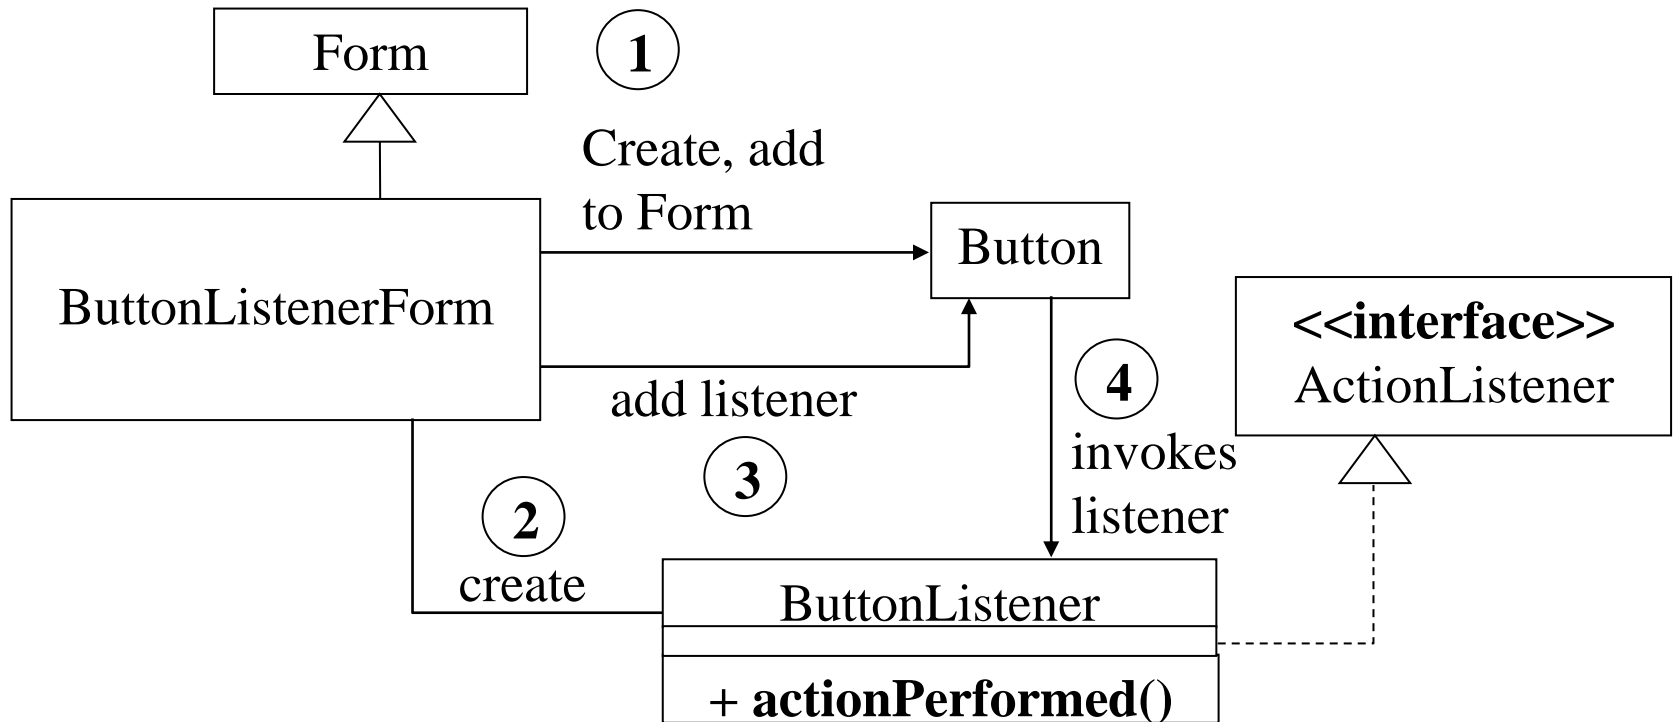 Form
1
Create, add
to Form
ButtonListenerForm
Button
<<interface>>
ActionListener
add listener
3
4
invokes
listener
2
create
ButtonListener
+ actionPerformed()